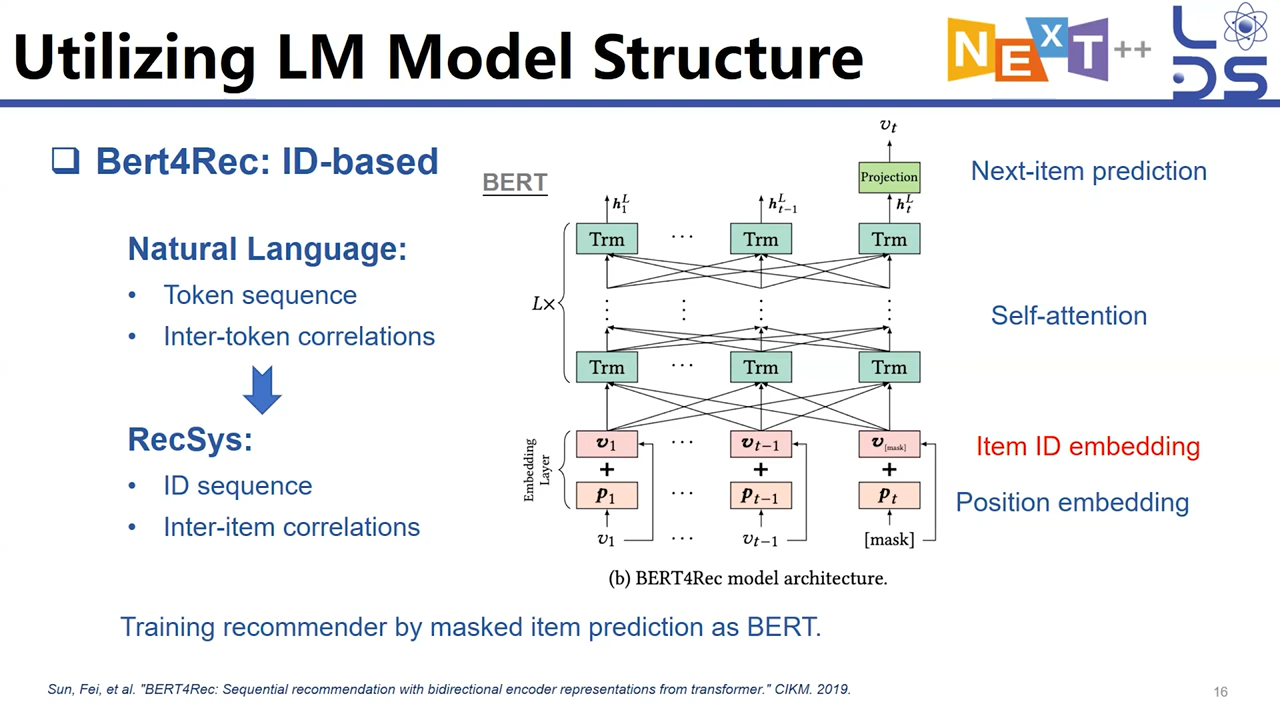 Utilizing LM Model Structure
NExT++
LDS
❑ Bert4Rec: ID-based
Natural Language:
• Token sequence
• Inter-token correlations
RecSys:
• ID sequence
• Inter-item correlations
BERT
v_t
Projection
h_1^L h_{t-1}^L h_t^L
Trm ... Trm Trm
L×
Trm ... Trm Trm
Embedding Layer
v_1 ... v_{t-1} v_[mask]
+ + +
p_1 ... p_{t-1} p_t
v_1 ... v_{t-1} [mask]
(b) BERT4Rec model architecture.
Next-item prediction
Self-attention
Item ID embedding
Position embedding
Training recommender by masked item prediction as BERT.
Sun, Fei, et al. "BERT4Rec: Sequential recommendation with bidirectional encoder representations from transformer." CIKM. 2019.
16